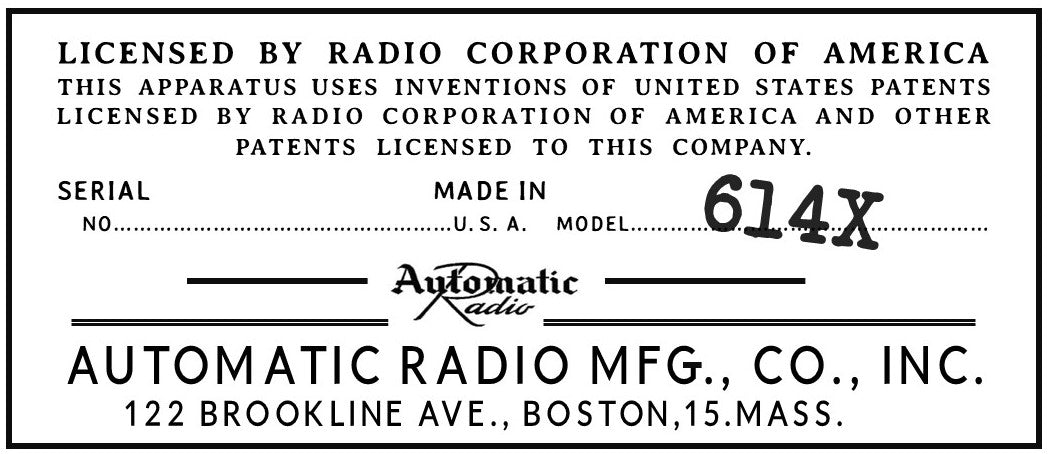 LICENSED BY RADIO CORPORATION OF AMERICA
THIS APPARATUS USES INVENTIONS OF UNITED STATES PATENTS
LICENSED BY RADIO CORPORATION OF AMERICA AND OTHER
PATENTS LICENSED TO THIS COMPANY.
SERIAL MADE IN
NO................................................U. S. A. MODEL..................................................... 614X
Automatic
Radio
AUTOMATIC RADIO MFG., CO., INC.
122 BROOKLINE AVE., BOSTON,15.MASS.